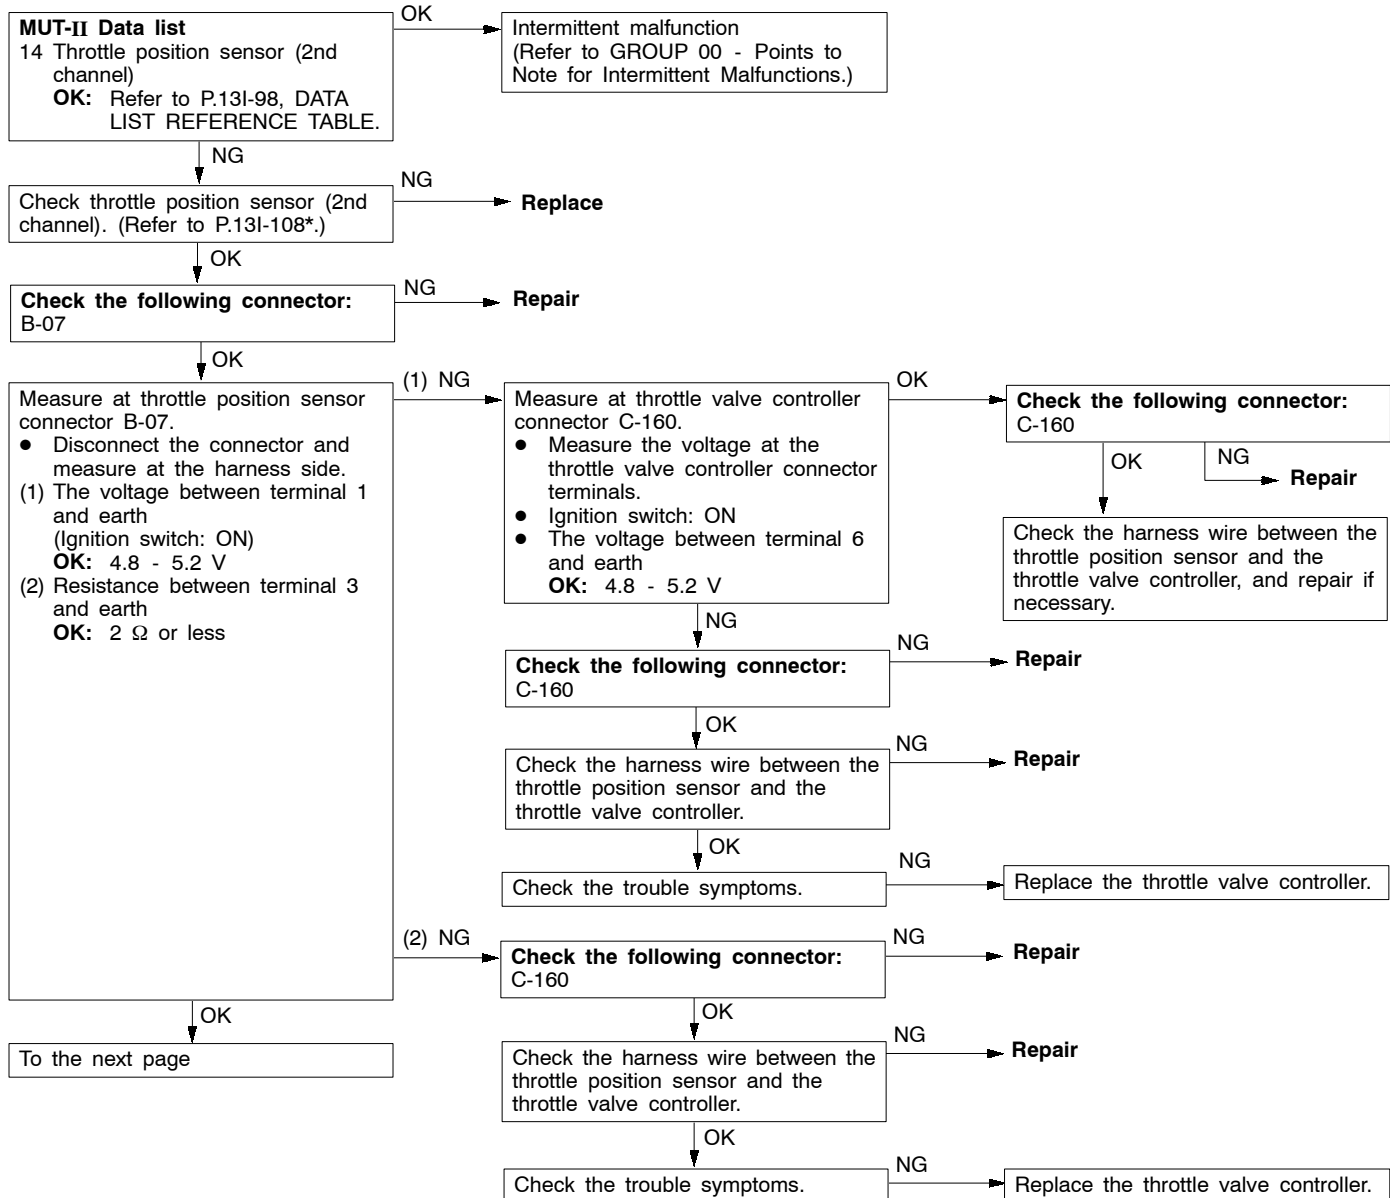 MUT-II Data list
14 Throttle position sensor (2nd
channel)
OK: Refer to P.13I-98, DATA
LIST REFERENCE TABLE.
OK
Intermittent malfunction
(Refer to GROUP 00 - Points to
Note for Intermittent Malfunctions.)
NG
Check throttle position sensor (2nd
channel). (Refer to P.13I-108*.)
NG
Replace
OK
Check the following connector:
B-07
NG
Repair
OK
Measure at throttle position sensor
connector B-07.
● Disconnect the connector and
measure at the harness side.
(1) The voltage between terminal 1
and earth
(Ignition switch: ON)
OK: 4.8 - 5.2 V
(2) Resistance between terminal 3
and earth
OK: 2 Ω or less
(1) NG
Measure at throttle valve controller
connector C-160.
● Measure the voltage at the
throttle valve controller connector
terminals.
● Ignition switch: ON
● The voltage between terminal 6
and earth
OK: 4.8 - 5.2 V
OK
Check the following connector:
C-160
OK
NG
Repair
Check the harness wire between the
throttle position sensor and the
throttle valve controller, and repair if
necessary.
NG
Check the following connector:
C-160
NG
Repair
OK
Check the harness wire between the
throttle position sensor and the
throttle valve controller.
NG
Repair
OK
Check the trouble symptoms.
NG
Replace the throttle valve controller.
(2) NG
Check the following connector:
C-160
NG
Repair
OK
Check the harness wire between the
throttle position sensor and the
throttle valve controller.
NG
Repair
OK
Check the trouble symptoms.
NG
Replace the throttle valve controller.
OK
To the next page